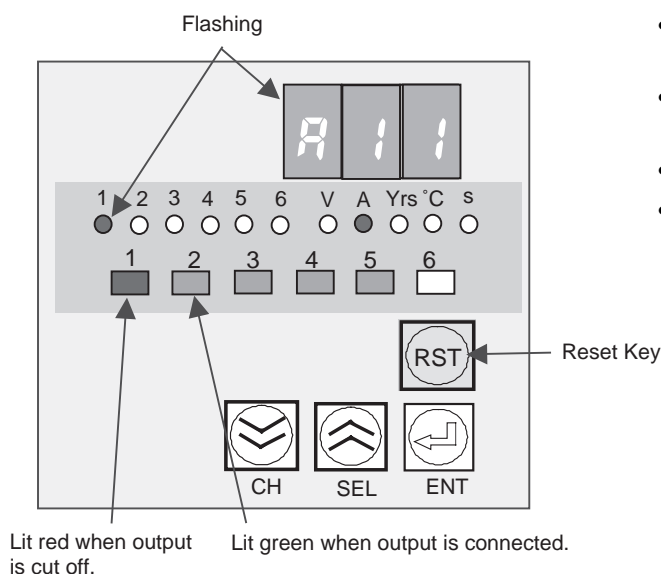 Flashing
A11
1 2 3 4 5 6 V A Yrs °C s
1 2 3 4 5 6
RST
Reset Key
CH SEL ENT
Lit red when output
is cut off.
Lit green when output is connected.